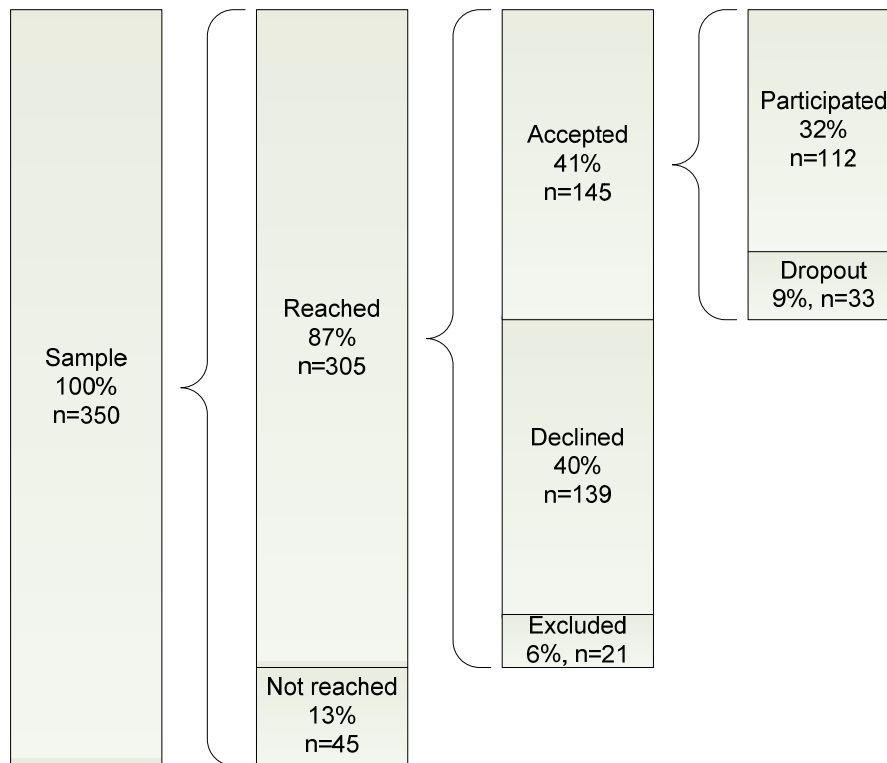 Sample
100%
n=350
Reached
87%
n=305
Not reached
13%
n=45
Accepted
41%
n=145
Declined
40%
n=139
Excluded
6%, n=21
Participated
32%
n=112
Dropout
9%, n=33